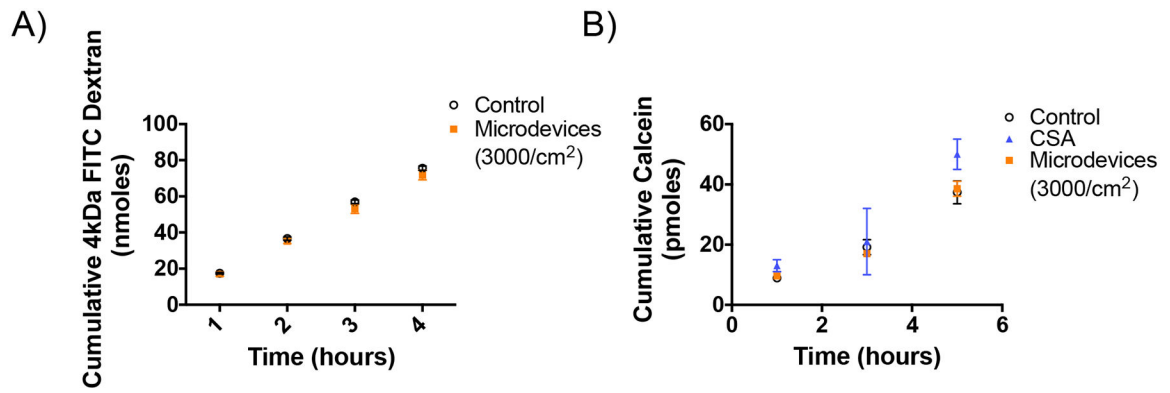 A)
Cumulative 4kDa FITC Dextran
(nmoles)
100
80
60
40
20
0
1
2
3
4
Time (hours)
Control
Microdevices
(3000/cm²)
B)
Cumulative Calcein
(pmoles)
60
40
20
0
0
2
4
6
Time (hours)
Control
CSA
Microdevices
(3000/cm²)